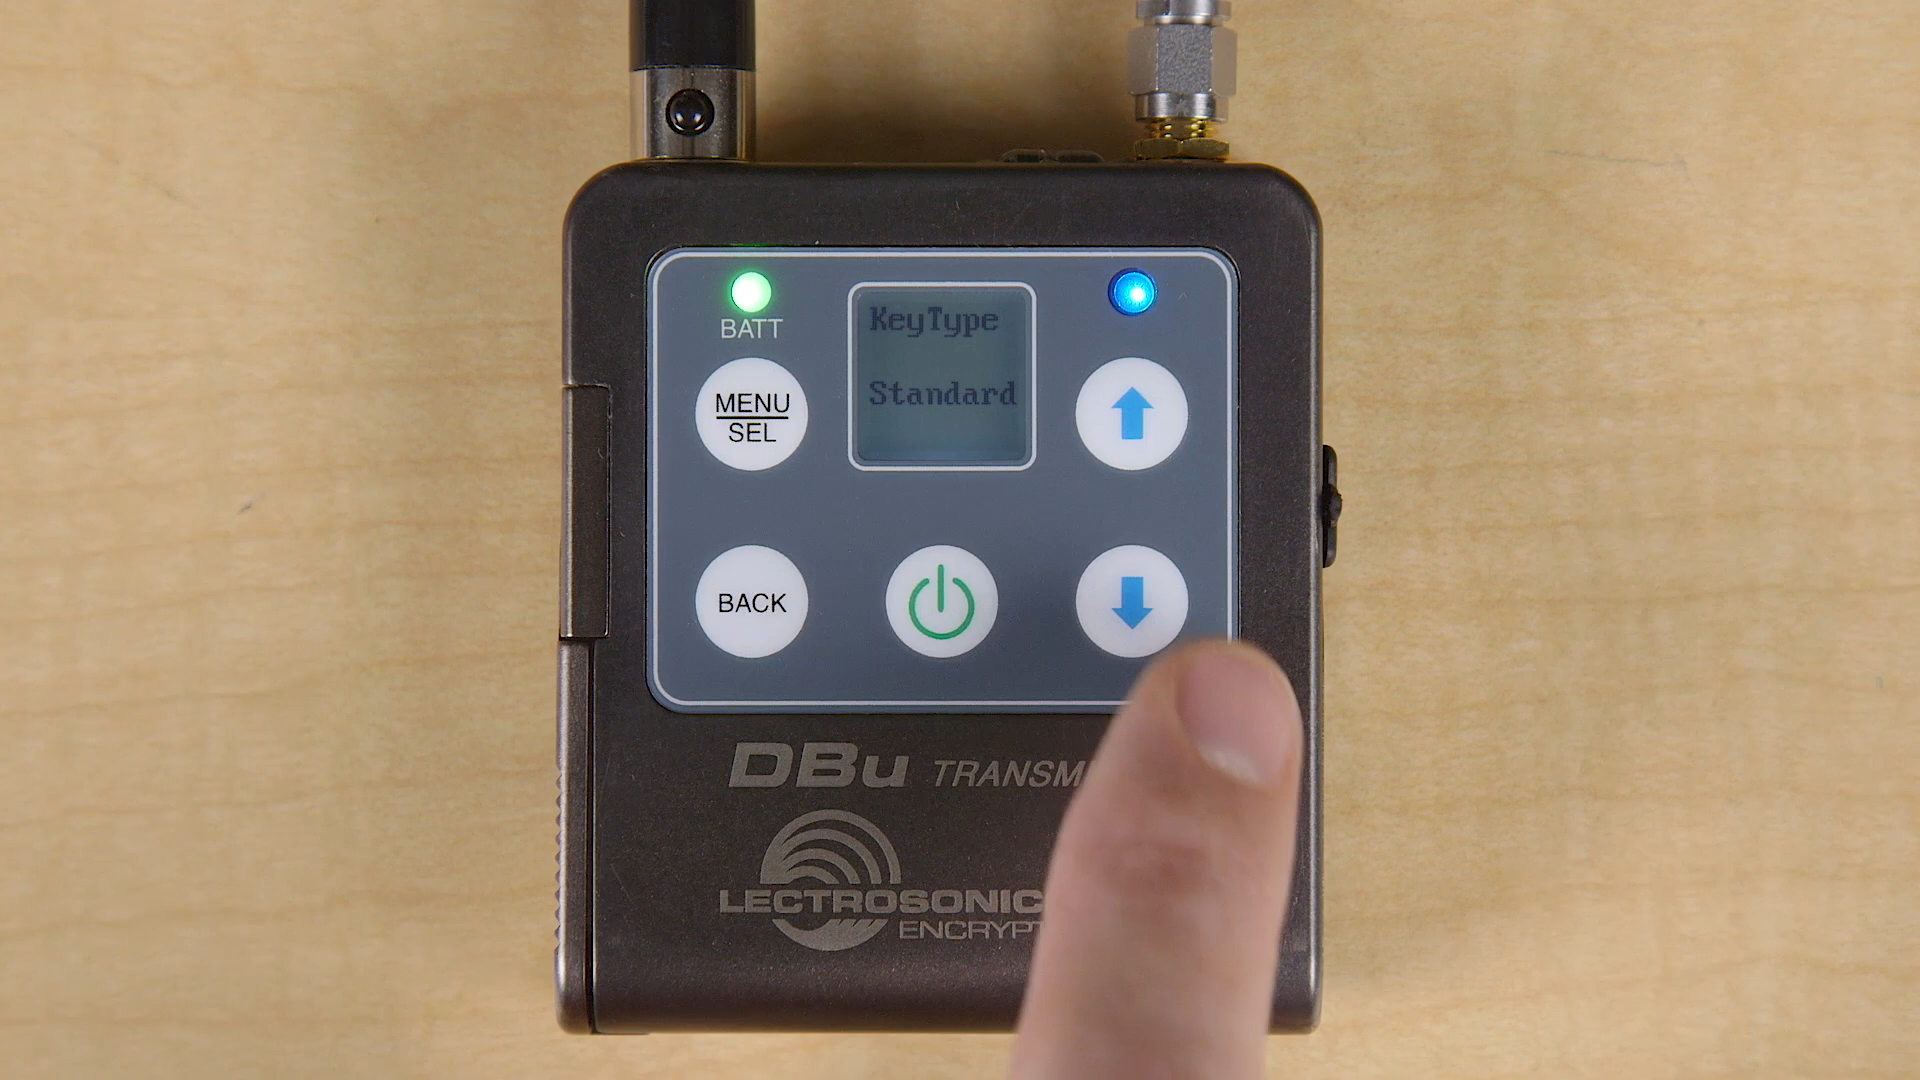 BATT
KeyType
Standard
MENU
SEL
BACK
DBu TRANSM
LECTROSONIC
ENCRYPT